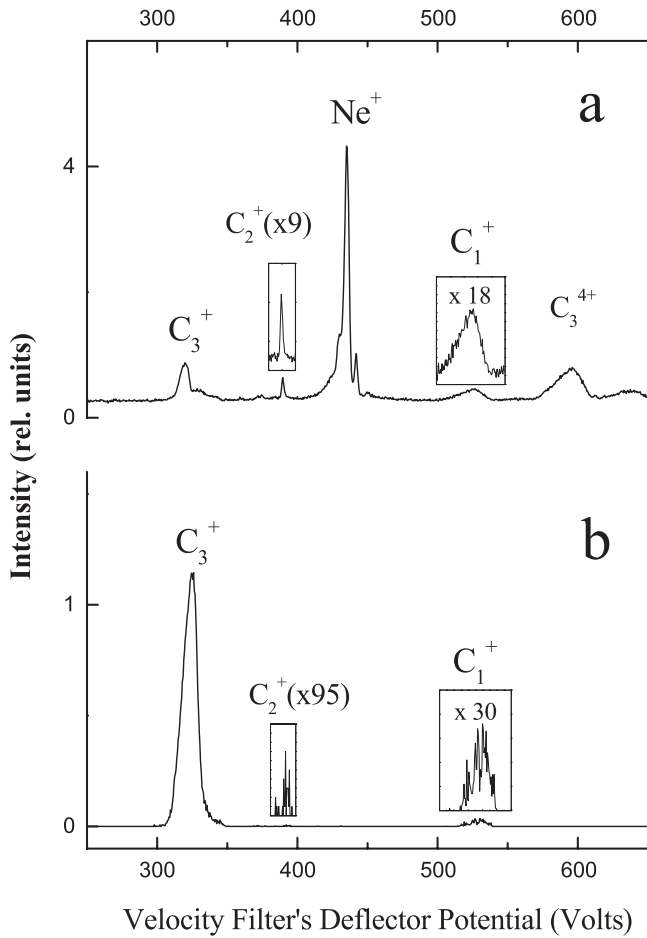 300 400 500 600
a
Ne⁺
4
C₂⁺(x9)
C₁⁺
x 18
C₃⁴⁺
C₃⁺
0
Intensity (rel. units)
b
C₃⁺
1
C₁⁺
C₂⁺(x95)
x 30
0
300 400 500 600
Velocity Filter's Deflector Potential (Volts)